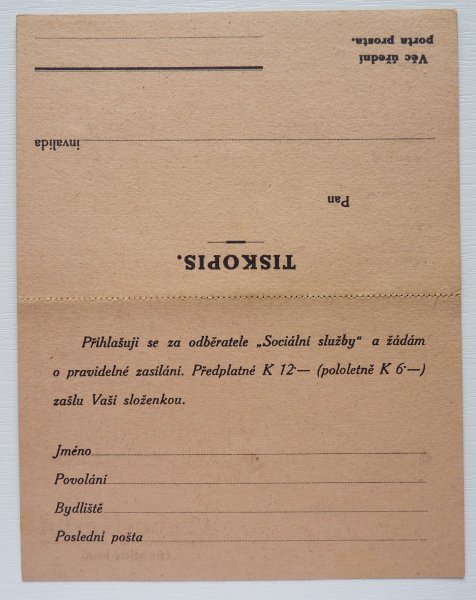 Věc úřední
porta prosta.
Pan
invalida
TISKOPIS.
Přihlašuji se za odběratele „Sociální služby" a žádám
o pravidelné zasílání. Předplatné K 12·— (pololetně K 6·—)
zašlu Vaší složenkou.
Jméno
Povolání
Bydliště
Poslední pošta